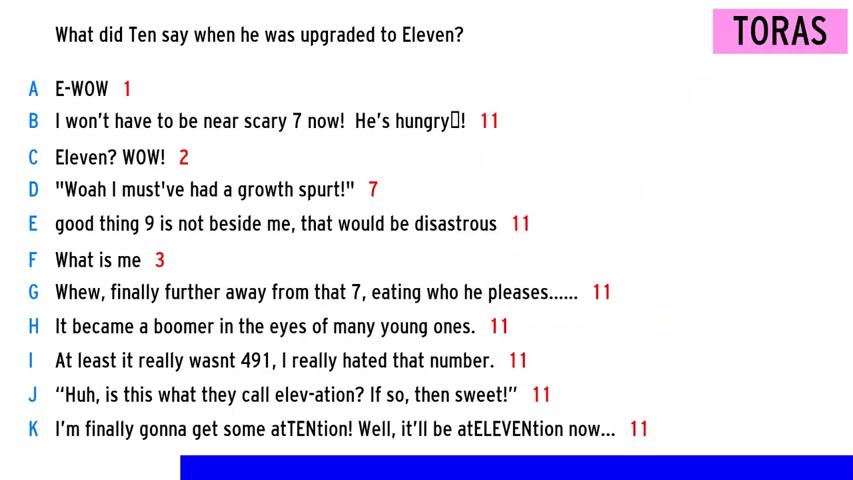 What did Ten say when he was upgraded to Eleven?
TORAS
A E-WOW 1
B I won't have to be near scary 7 now! He's hungry▯! 11
C Eleven? WOW! 2
D "Woah I must've had a growth spurt!" 7
E good thing 9 is not beside me, that would be disastrous 11
F What is me 3
G Whew, finally further away from that 7, eating who he pleases...... 11
H It became a boomer in the eyes of many young ones. 11
I At least it really wasnt 491, I really hated that number. 11
J “Huh, is this what they call elev-ation? If so, then sweet!” 11
K I'm finally gonna get some atTENtion! Well, it'll be atELEVENtion now... 11